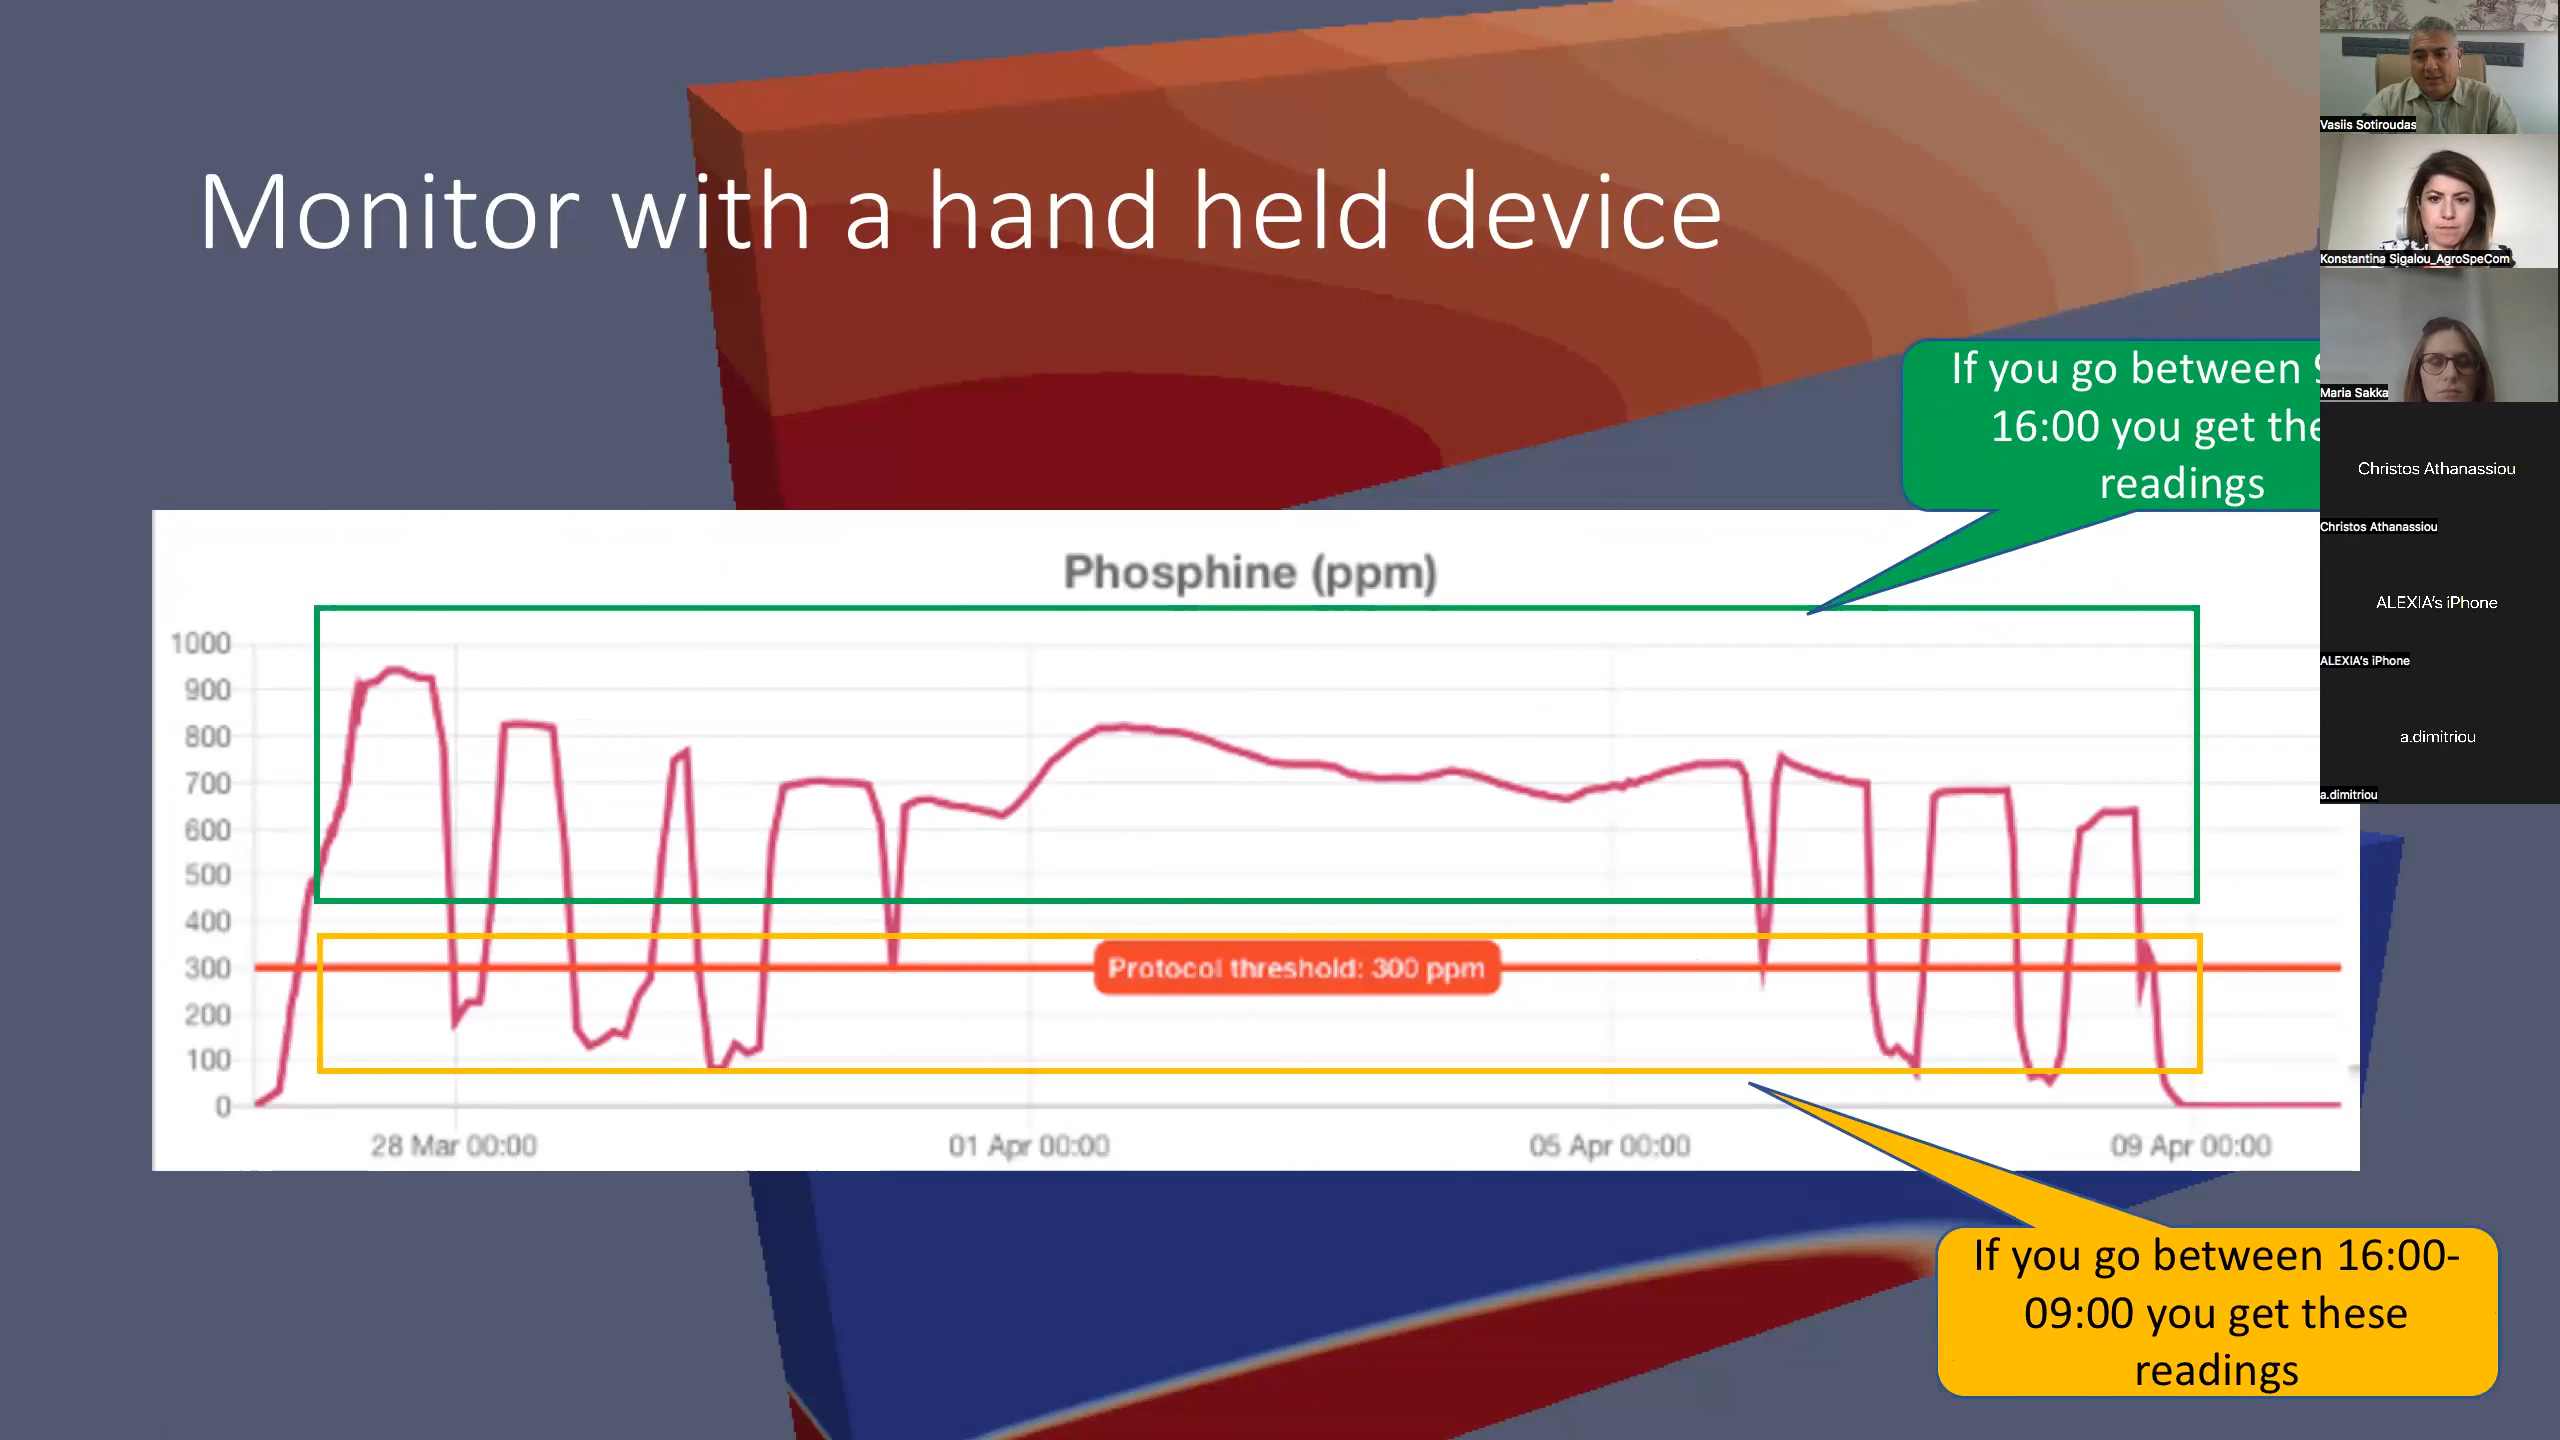 Monitor with a hand held device
If you go between
16:00 you get
readings
Phosphine (ppm)
1000
900
800
700
600
500
400
300
200
100
0
Protocol threshold: 300 ppm
28 Mar 00:00
01 Apr 00:00
05 Apr 00:00
09 Apr 00:00
If you go between 16:00-
09:00 you get these
readings
Vasiis Sotiroudas
Konstantina Sigalou_AgroSpeCom
Maria Sakka
Christos Athanassiou
Christos Athanassiou
ALEXIA's iPhone
ALEXIA's iPhone
a.dimitriou
a.dimitriou